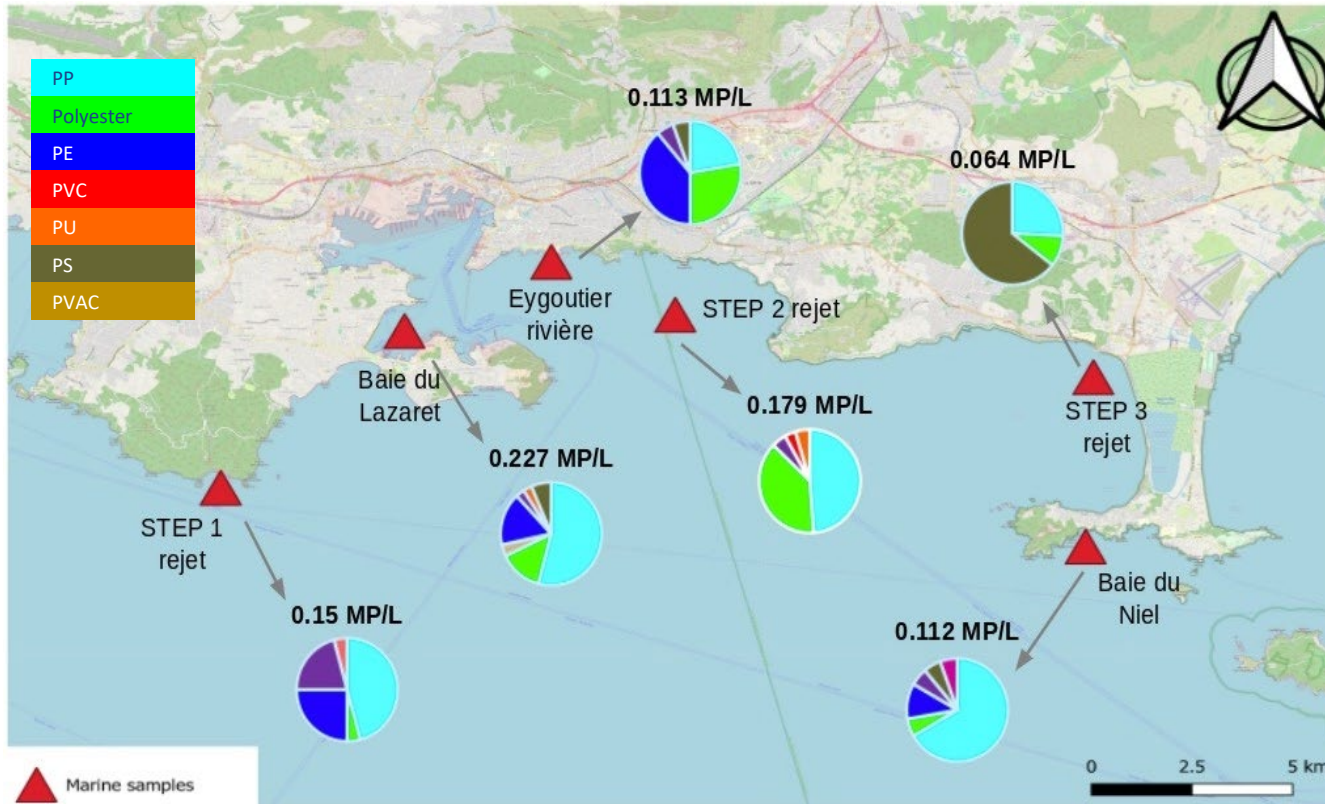 PP
Polyester
PE
PVC
PU
PS
PVAC
0.113 MP/L
0.064 MP/L
Eygoutier
rivière
STEP 2 rejet
Baie du
Lazaret
0.179 MP/L
STEP 3
rejet
0.227 MP/L
STEP 1
rejet
Baie du
Niel
0.15 MP/L
0.112 MP/L
0 2.5 5 km
Marine samples